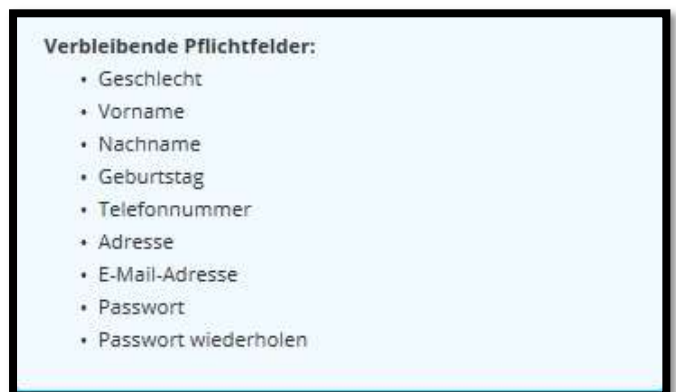 Verbleibende Pflichtfelder:
• Geschlecht
• Vorname
• Nachname
• Geburtstag
• Telefonnummer
• Adresse
• E-Mail-Adresse
• Passwort
• Passwort wiederholen